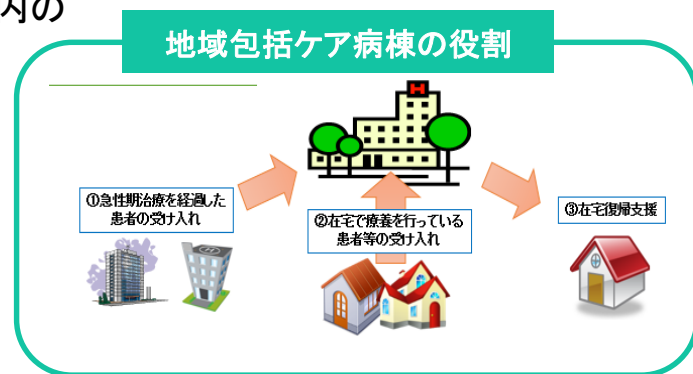 内の
地域包括ケア病棟の役割
H
①急性期治療を経過した
患者の受け入れ
②在宅で療養を行っている
患者等の受け入れ
③在宅復帰支援